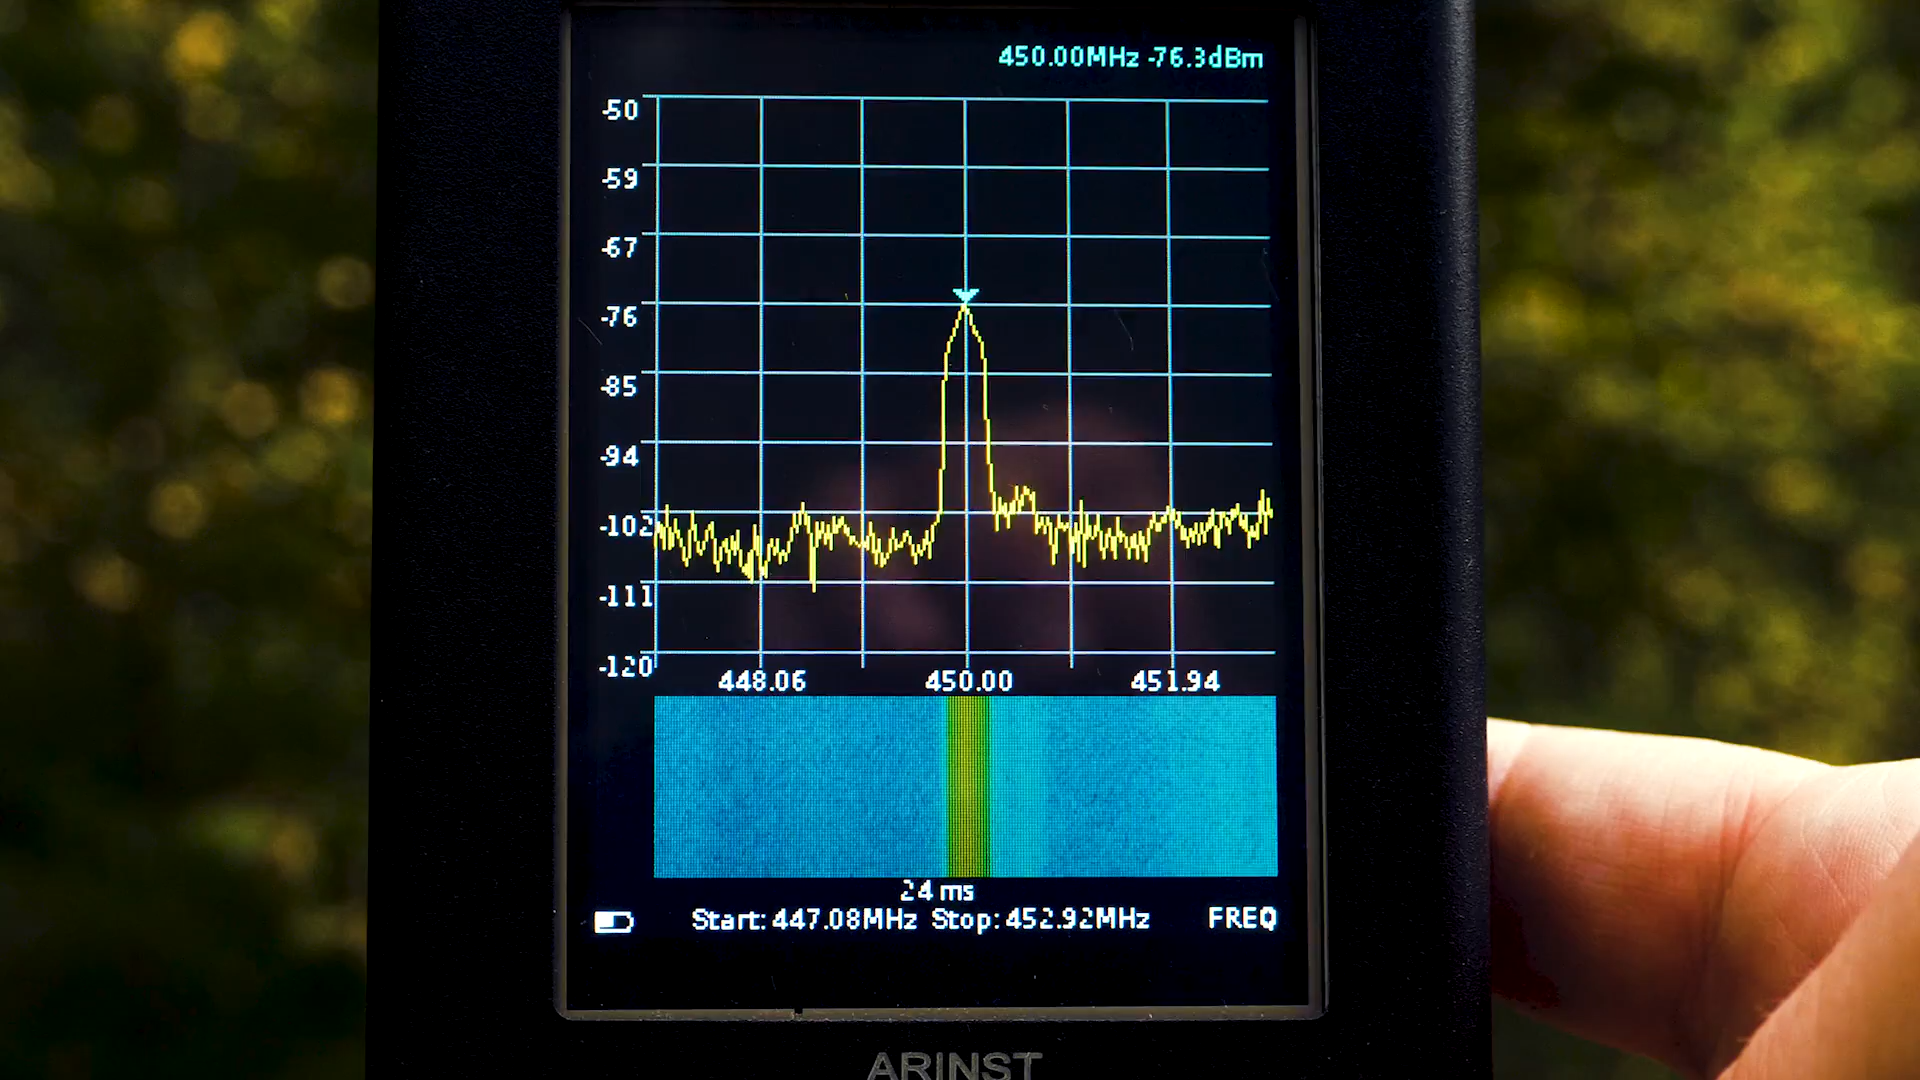 450.00MHz -76.3dBm
-50
-59
-67
-76
-85
-94
-102
-111
-120
448.06 450.00 451.94
24 ms
Start: 447.08MHz Stop: 452.92MHz FREQ
ARINST